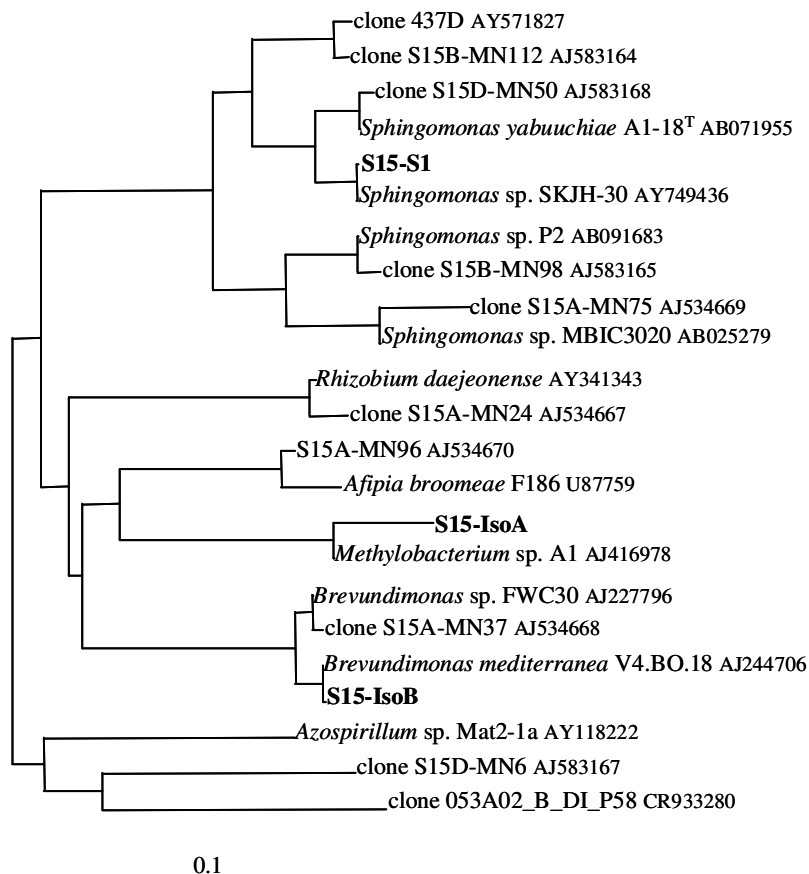 clone 437D AY571827
clone S15B-MN112 AJ583164
clone S15D-MN50 AJ583168
Sphingomonas yabuuchiae A1-18ᵀ AB071955
S15-S1
Sphingomonas sp. SKJH-30 AY749436
Sphingomonas sp. P2 AB091683
clone S15B-MN98 AJ583165
clone S15A-MN75 AJ534669
Sphingomonas sp. MBIC3020 AB025279
Rhizobium daejeonense AY341343
clone S15A-MN24 AJ534667
S15A-MN96 AJ534670
Afipia broomeae F186 U87759
S15-IsoA
Methylobacterium sp. A1 AJ416978
Brevundimonas sp. FWC30 AJ227796
clone S15A-MN37 AJ534668
Brevundimonas mediterranea V4.BO.18 AJ244706
S15-IsoB
Azospirillum sp. Mat2-1a AY118222
clone S15D-MN6 AJ583167
clone 053A02_B_DI_P58 CR933280
0.1